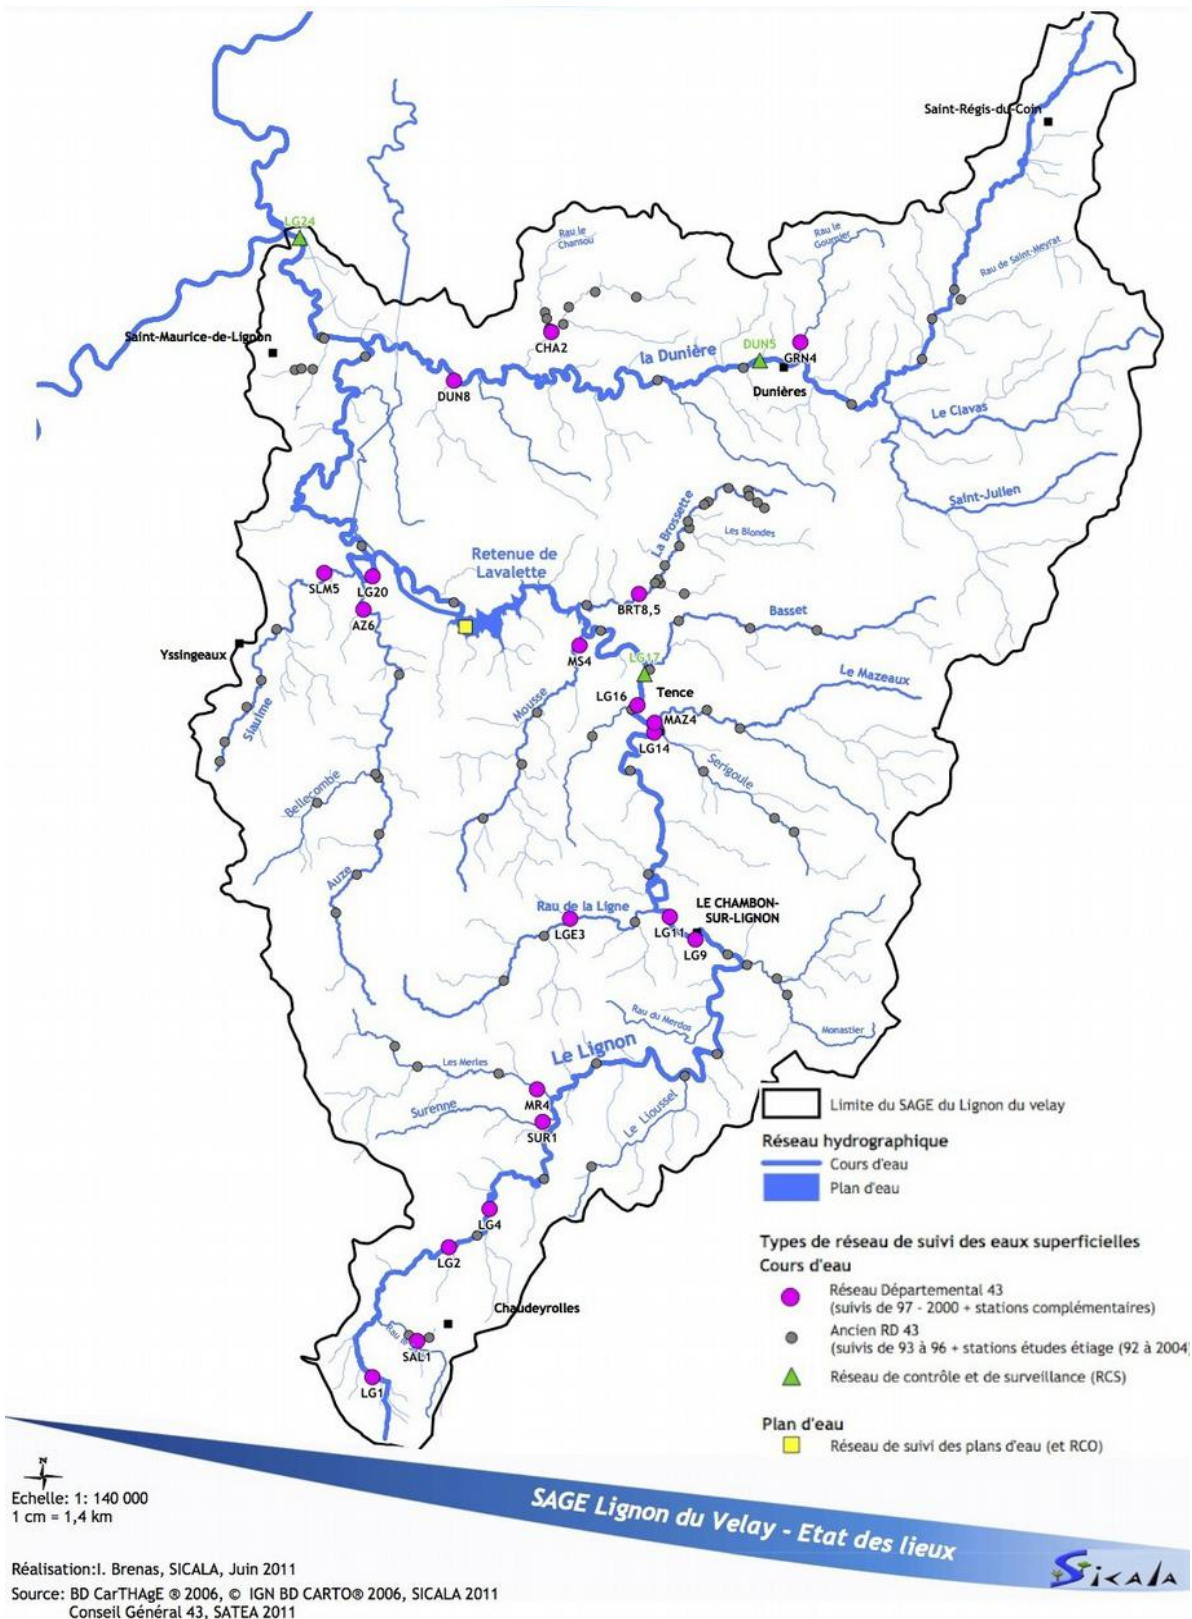 Saint-Régis-du-Coin
LG24
Rau le
Chansou
Rau le
Gournier
Rau de Saint-Meyrat
Saint-Maurice-de-Lignon
CHA2
la Dunière
DUN5
GRN4
Dunières
DUN8
Le Clavas
Saint-Julien
La Brossette
Les Blondes
Retenue de
Lavalette
SLM5
LG20
AZ6
BRT8,5
Basset
Yssingeaux
MS4
LG17
Tence
Le Mazeaux
LG16
MAZ4
LG14
Mousse
Siaulme
Serigoule
Bellecombe
Auze
Rau de la Ligne
LE CHAMBON-
SUR-LIGNON
LGE3
LG11
LG9
Rau du Merdos
Monastier
Le Lignon
Les Merles
MR4
Surenne
SUR1
Le Lioussel
LG4
LG2
Chaudeyrolles
SAL1
LG1
Limite du SAGE du Lignon du velay
Réseau hydrographique
Cours d'eau
Plan d'eau
Types de réseau de suivi des eaux superficielles
Cours d'eau
Réseau Départemental 43
(suivis de 97 - 2000 + stations complémentaires)
Ancien RD 43
(suivis de 93 à 96 + stations études étiage (92 à 2004)
Réseau de contrôle et de surveillance (RCS)
Plan d'eau
Réseau de suivi des plans d'eau (et RCO)
N
Echelle: 1: 140 000
1 cm = 1,4 km
SAGE Lignon du Velay - Etat des lieux
Sicala
Réalisation:I. Brenas, SICALA, Juin 2011
Source: BD CarTHAgE ® 2006, © IGN BD CARTO® 2006, SICALA 2011
Conseil Général 43, SATEA 2011